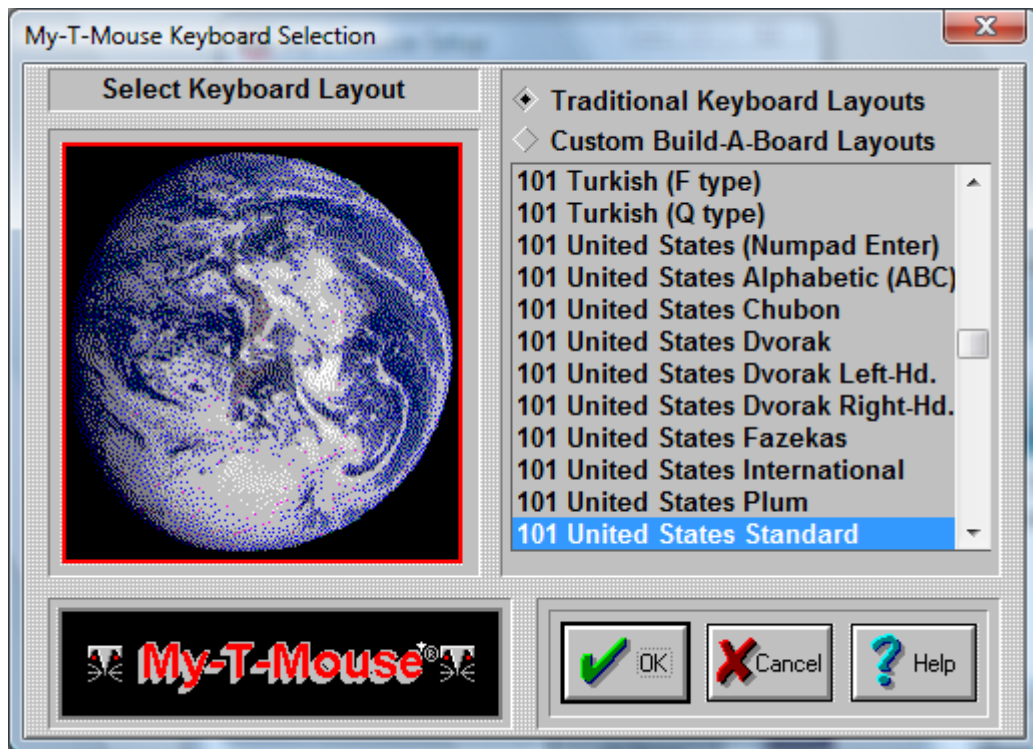 My-T-Mouse Keyboard Selection
Select Keyboard Layout
Traditional Keyboard Layouts
Custom Build-A-Board Layouts
101 Turkish (F type)
101 Turkish (Q type)
101 United States (Numpad Enter)
101 United States Alphabetic (ABC)
101 United States Chubon
101 United States Dvorak
101 United States Dvorak Left-Hd.
101 United States Dvorak Right-Hd.
101 United States Fazekas
101 United States International
101 United States Plum
101 United States Standard
My-T-Mouse®
OK
Cancel
Help